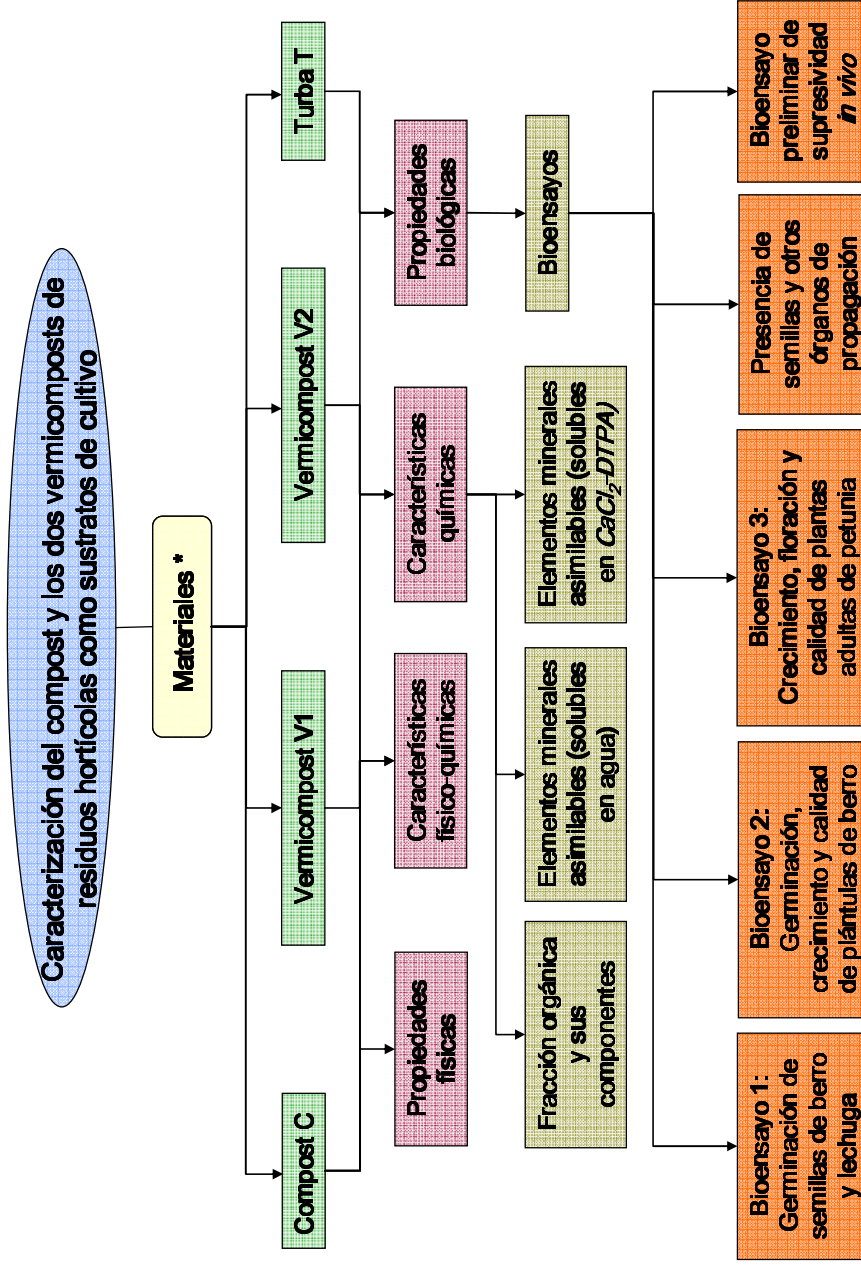 Caracterización del compost y los dos vermicomposts de
residuos hortícolas como sustratos de cultivo
Materiales *
Compost C
Vermicompost V1
Vermicompost V2
Turba T
Propiedades
físicas
Características
físico-químicas
Características
químicas
Propiedades
biológicas
Fracción orgánica
y sus
componentes
Elementos minerales
asimilables (solubles
en agua)
Elementos minerales
asimilables (solubles
en CaCl₂-DTPA)
Bioensayos
Bioensayo 1:
Germinación de
semillas de berro
y lechuga
Bioensayo 2:
Germinación,
crecimiento y calidad
de plántulas de berro
Bioensayo 3:
Crecimiento, floración y
calidad de plantas
adultas de petunia
Presencia de
semillas y otros
órganos de
propagación
Bioensayo
preliminar de
supresividad
in vivo